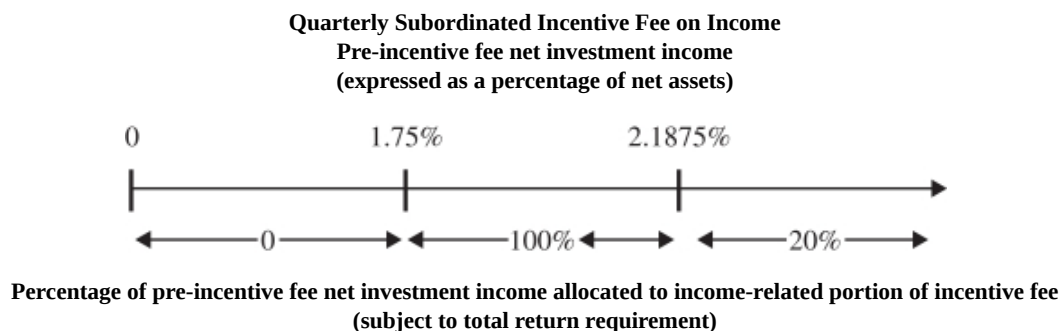 Quarterly Subordinated Incentive Fee on Income
Pre-incentive fee net investment income
(expressed as a percentage of net assets)
0 1.75% 2.1875%
0 100% 20%
Percentage of pre-incentive fee net investment income allocated to income-related portion of incentive fee
(subject to total return requirement)